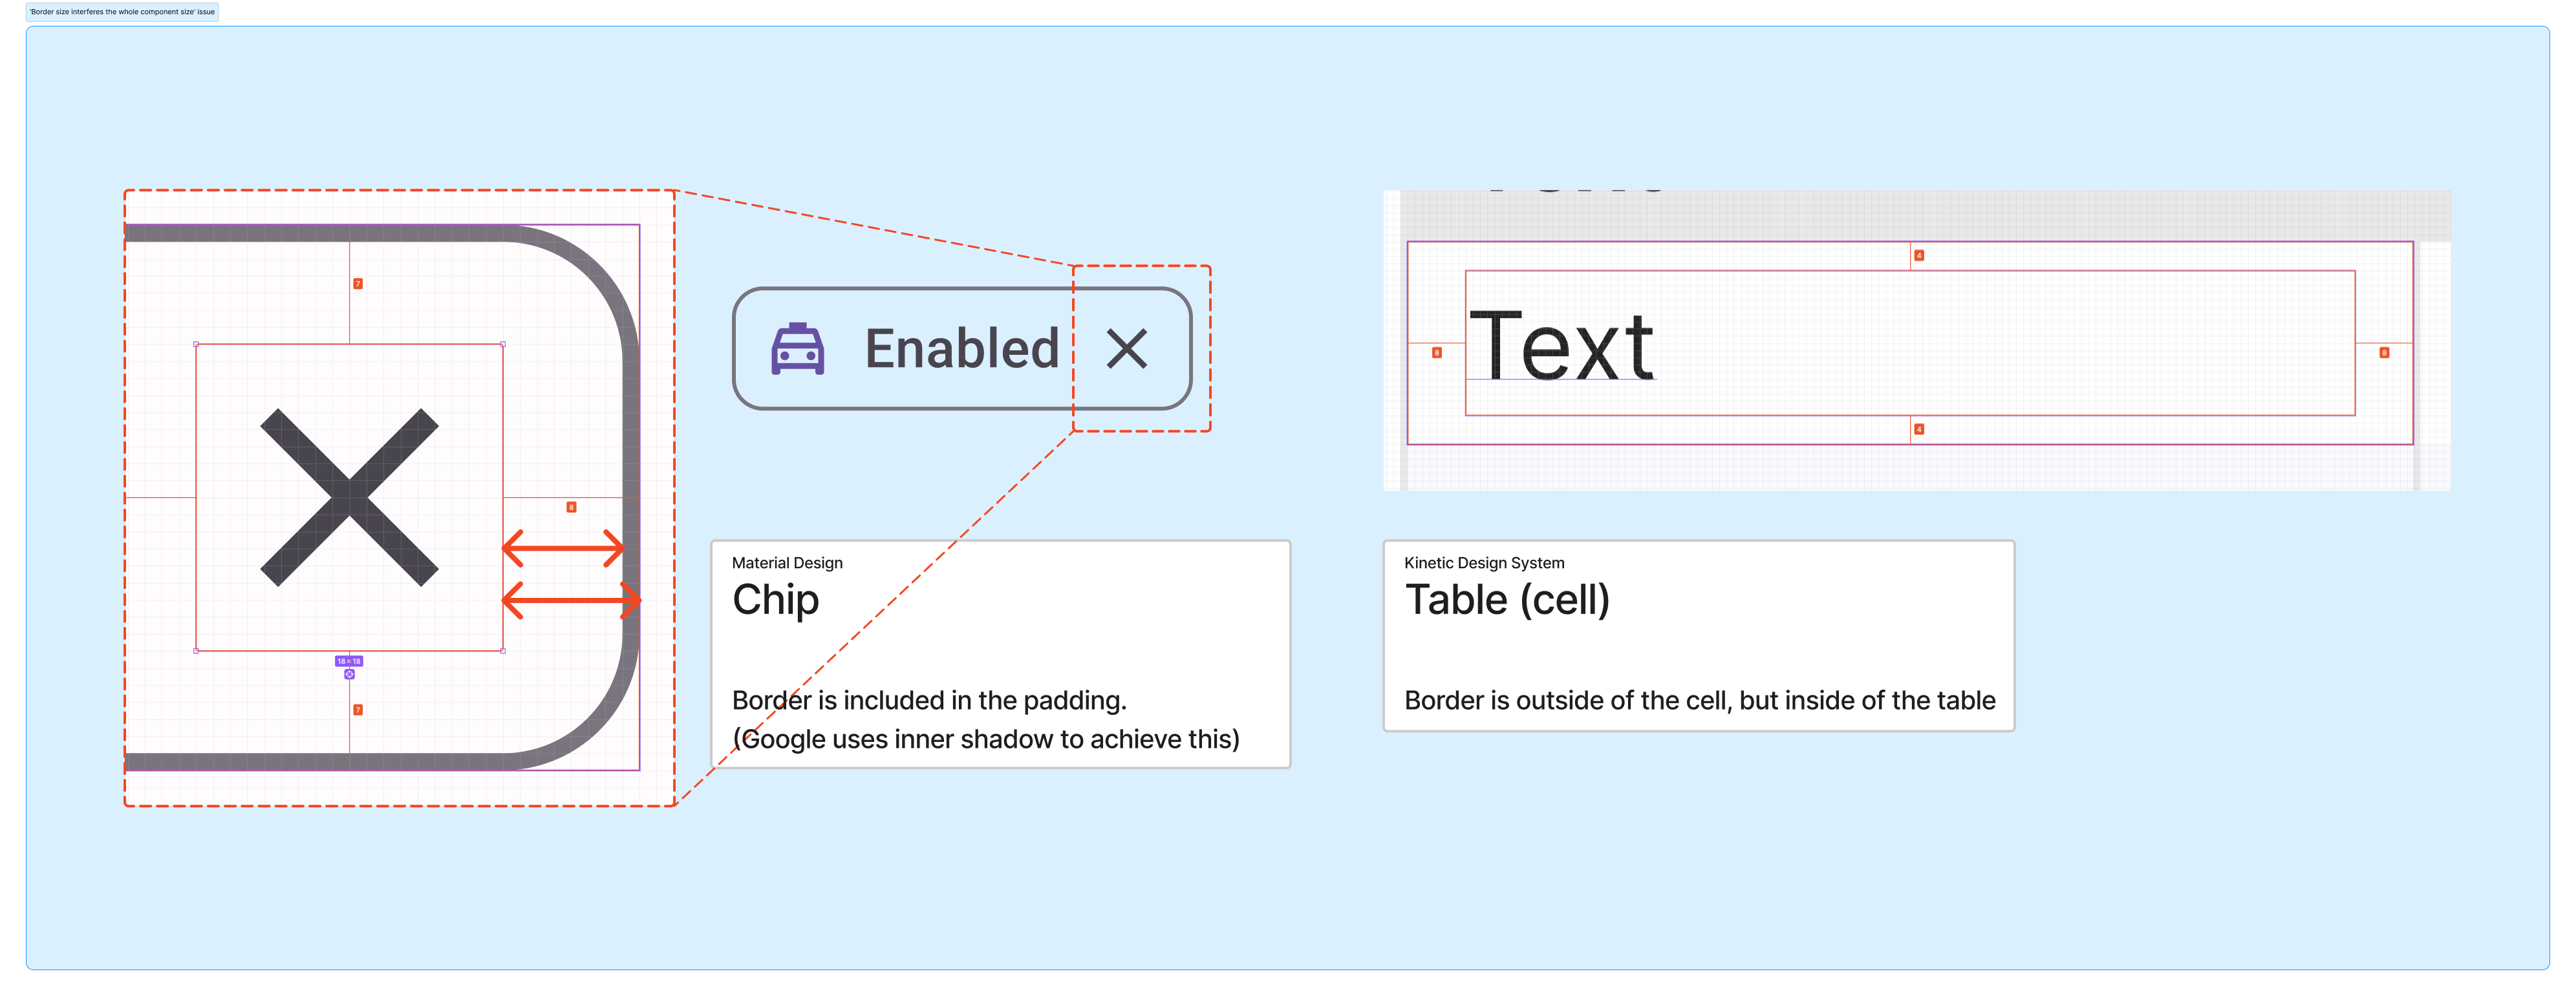 'Border size interferes the whole component size' issue
7
8
18 × 18
7
Enabled
Material Design
Chip
Border is included in the padding.
(Google uses inner shadow to achieve this)
4
Text
8
8
4
Kinetic Design System
Table (cell)
Border is outside of the cell, but inside of the table